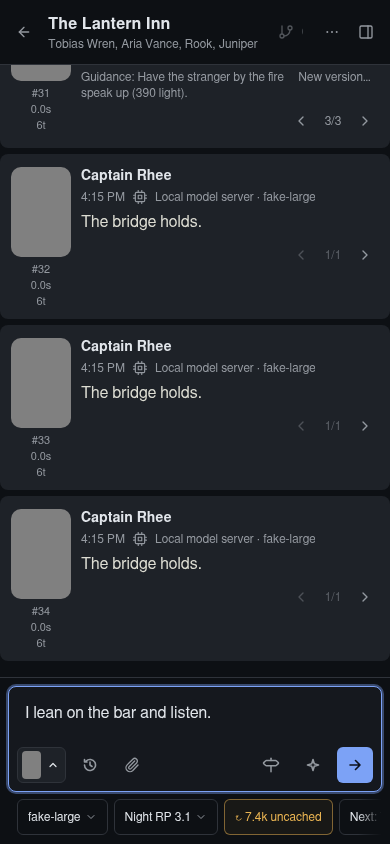 The Lantern Inn
Tobias Wren, Aria Vance, Rook, Juniper
#31
0.0s
6t
Guidance: Have the stranger by the fire speak up (390 light).
New version...
3/3
Captain Rhee
4:15 PM Local model server · fake-large
The bridge holds.
#32
0.0s
6t
1/1
Captain Rhee
4:15 PM Local model server · fake-large
The bridge holds.
#33
0.0s
6t
1/1
Captain Rhee
4:15 PM Local model server · fake-large
The bridge holds.
#34
0.0s
6t
1/1
I lean on the bar and listen.
fake-large
Night RP 3.1
7.4k uncached
Next: